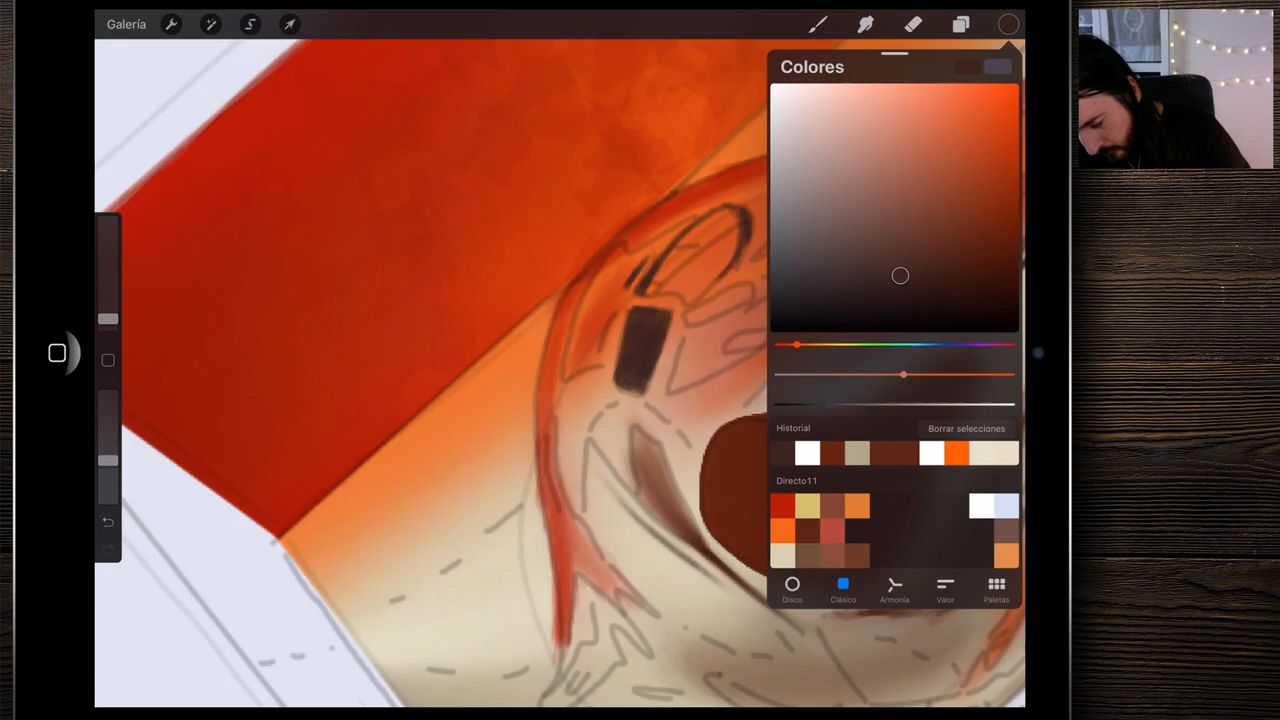 Galería
Colores
Historial
Borrar selecciones
Directo11
Disco
Clásico
Armonía
Valor
Paletas